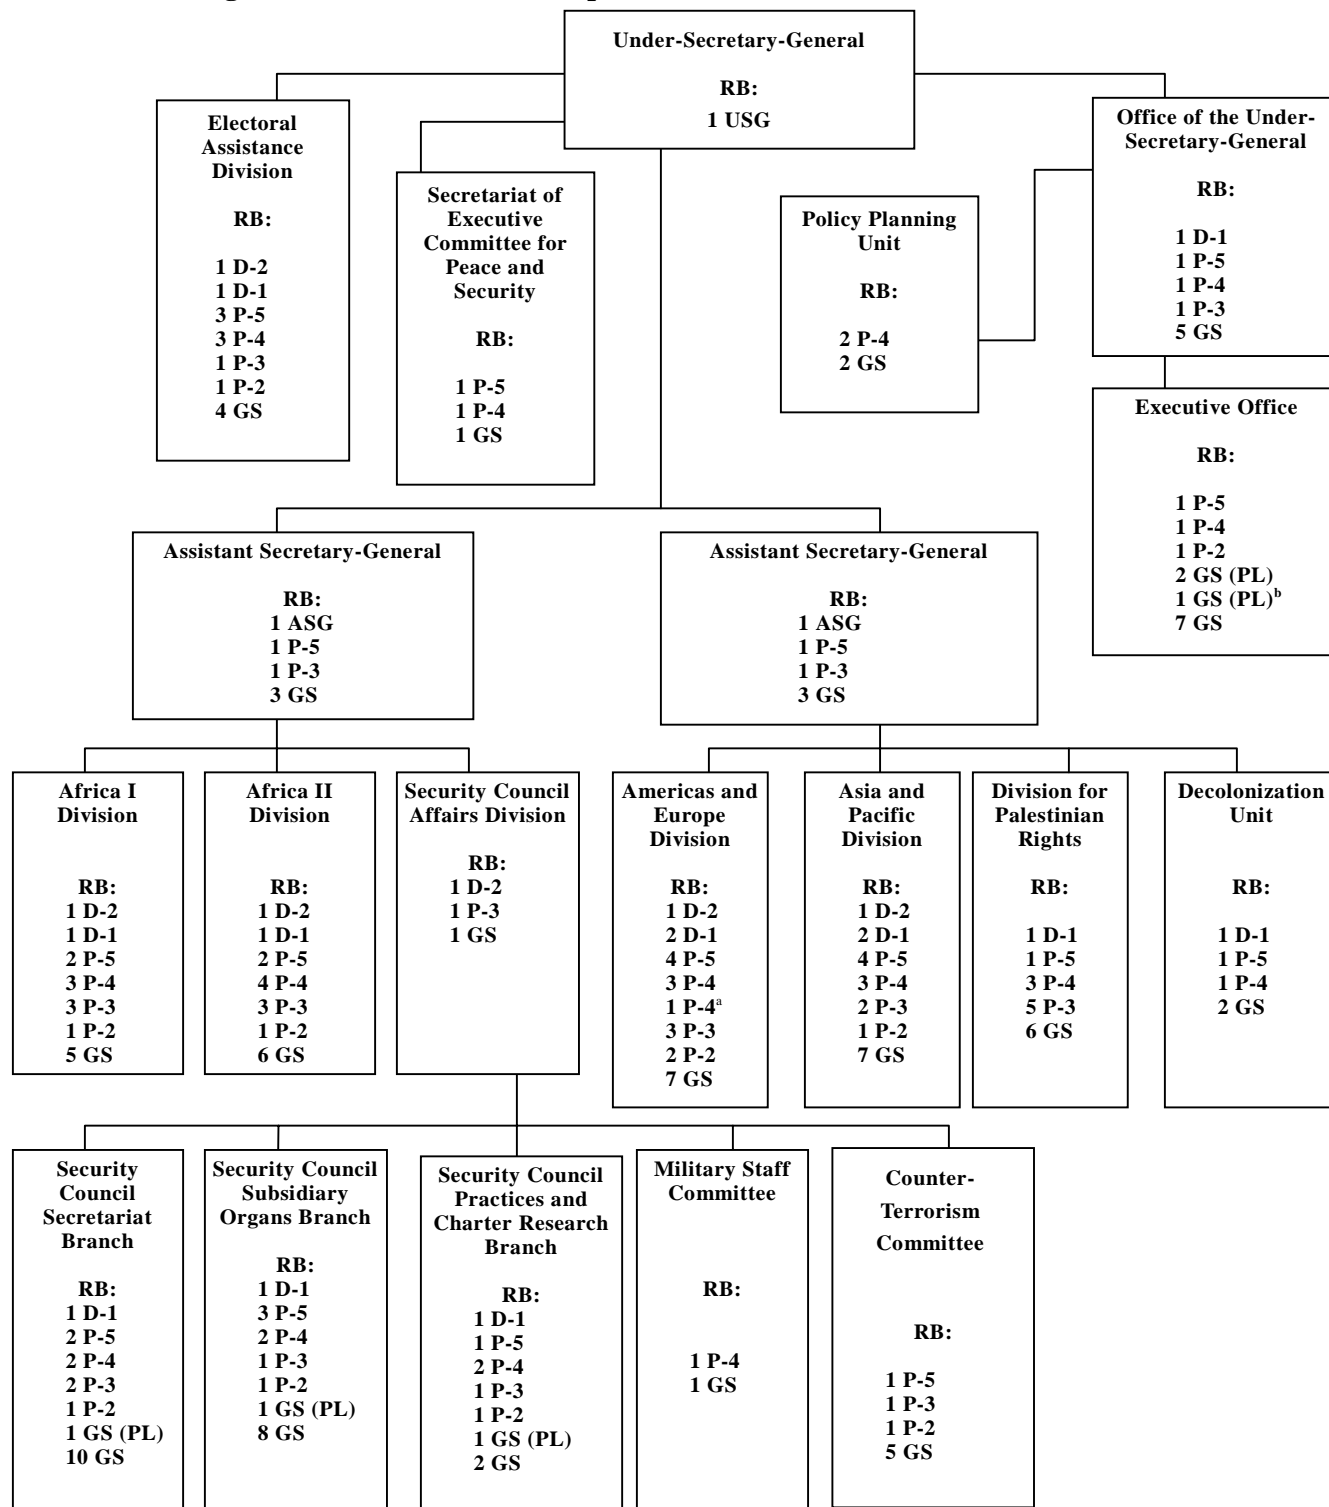 Under-Secretary-General
RB:
1 USG
Electoral
Assistance
Division
RB:
1 D-2
1 D-1
3 P-5
3 P-4
1 P-3
1 P-2
4 GS
Secretariat of
Executive
Committee for
Peace and
Security
RB:
1 P-5
1 P-4
1 GS
Policy Planning
Unit
RB:
2 P-4
2 GS
Office of the Under-
Secretary-General
RB:
1 D-1
1 P-5
1 P-4
1 P-3
5 GS
Executive Office
RB:
1 P-5
1 P-4
1 P-2
2 GS (PL)
1 GS (PL)b
7 GS
Assistant Secretary-General
RB:
1 ASG
1 P-5
1 P-3
3 GS
Assistant Secretary-General
RB:
1 ASG
1 P-5
1 P-3
3 GS
Africa I
Division
RB:
1 D-2
1 D-1
2 P-5
3 P-4
3 P-3
1 P-2
5 GS
Africa II
Division
RB:
1 D-2
1 D-1
2 P-5
4 P-4
3 P-3
1 P-2
6 GS
Security Council
Affairs Division
RB:
1 D-2
1 P-3
1 GS
Americas and
Europe
Division
RB:
1 D-2
2 D-1
4 P-5
3 P-4
1 P-4a
3 P-3
2 P-2
7 GS
Asia and
Pacific
Division
RB:
1 D-2
2 D-1
4 P-5
3 P-4
2 P-3
1 P-2
7 GS
Division for
Palestinian
Rights
RB:
1 D-1
1 P-5
3 P-4
5 P-3
6 GS
Decolonization
Unit
RB:
1 D-1
1 P-5
1 P-4
2 GS
Security
Council
Secretariat
Branch
RB:
1 D-1
2 P-5
2 P-4
2 P-3
1 P-2
1 GS (PL)
10 GS
Security Council
Subsidiary
Organs Branch
RB:
1 D-1
3 P-5
2 P-4
1 P-3
1 P-2
1 GS (PL)
8 GS
Security Council
Practices and
Charter Research
Branch
RB:
1 D-1
1 P-5
2 P-4
1 P-3
1 P-2
1 GS (PL)
2 GS
Military Staff
Committee
RB:
1 P-4
1 GS
Counter-
Terrorism
Committee
RB:
1 P-5
1 P-3
1 P-2
5 GS